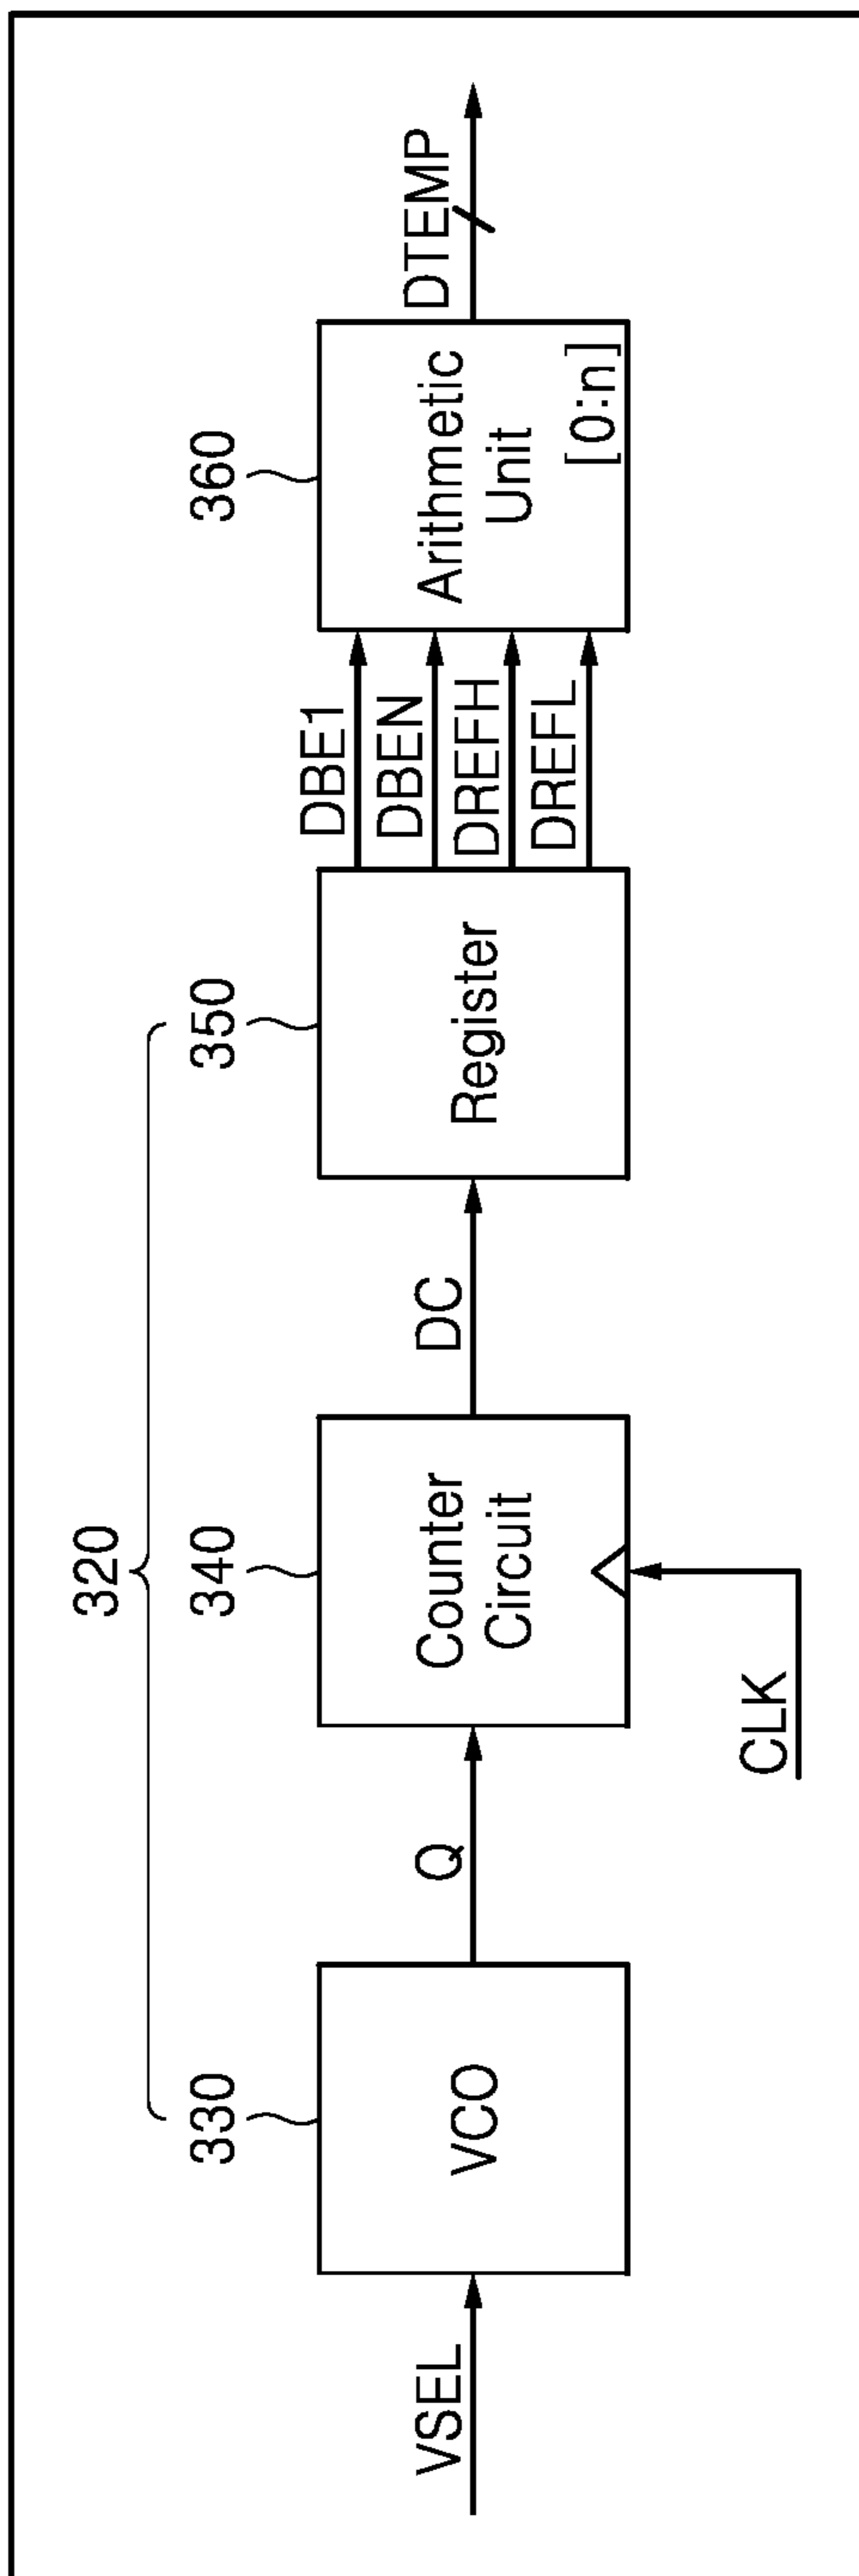 320
330
340
350
360
VSEL
VCO
Q
Counter
Circuit
CLK
DC
Register
DBE1
DBEN
DREFH
DREFL
Arithmetic
Unit
[0:n]
DTEMP